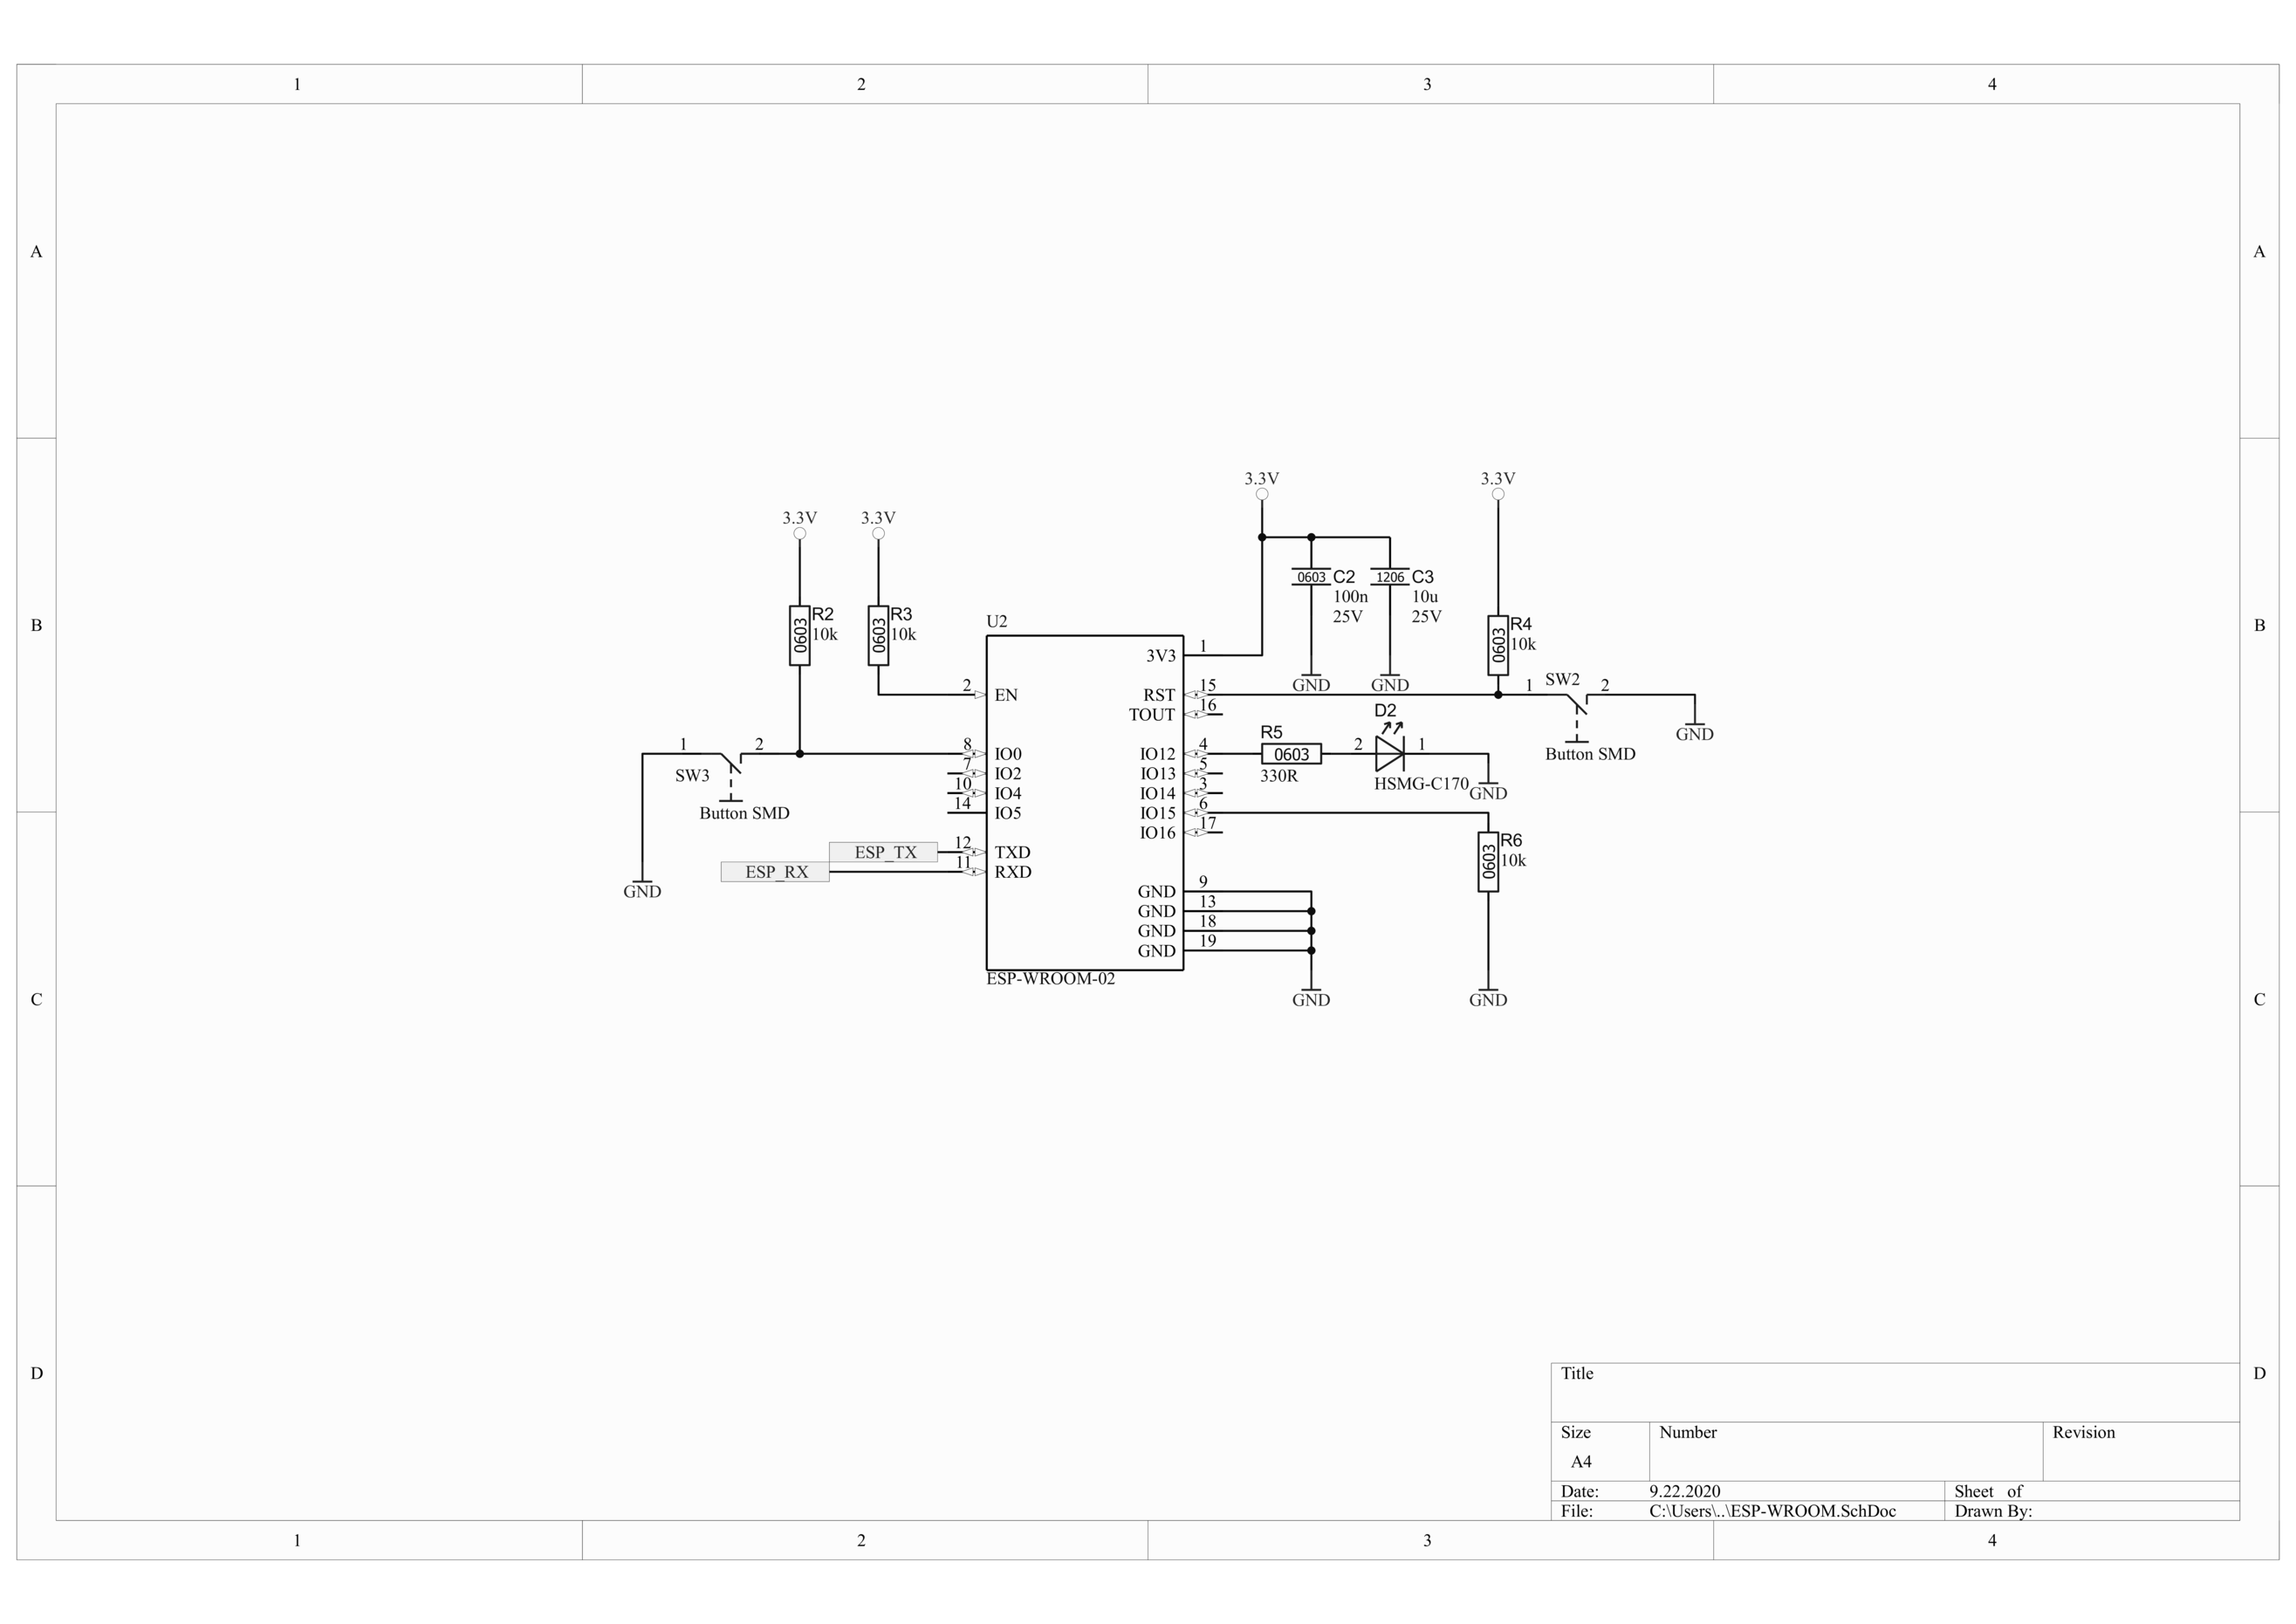 1 2 3 4
A A
3.3V 3.3V
3.3V 3.3V
0603 C2 1206 C3
100n 10u
25V 25V
B B
R2 R3 R4
0603 10k 0603 10k 0603 10k
U2
3V3 1
GND GND
2 EN RST 15 1 SW2 2
TOUT 16
D2
GND
Button SMD
1 2 8 IO0 IO12 4 R5 0603 2 1
SW3 7 IO2 IO13 5 330R HSMG-C170 GND
10 IO4 IO14 3
Button SMD 14 IO5 IO15 6
IO16 17
R6
0603 10k
ESP_TX 12 TXD
ESP_RX 11 RXD
GND GND 9
GND 13
GND 18
GND 19
ESP-WROOM-02
C GND GND C
D D
Title
Size Number Revision
A4
Date: 9.22.2020 Sheet of
File: C:\Users\..\ESP-WROOM.SchDoc Drawn By:
1 2 3 4